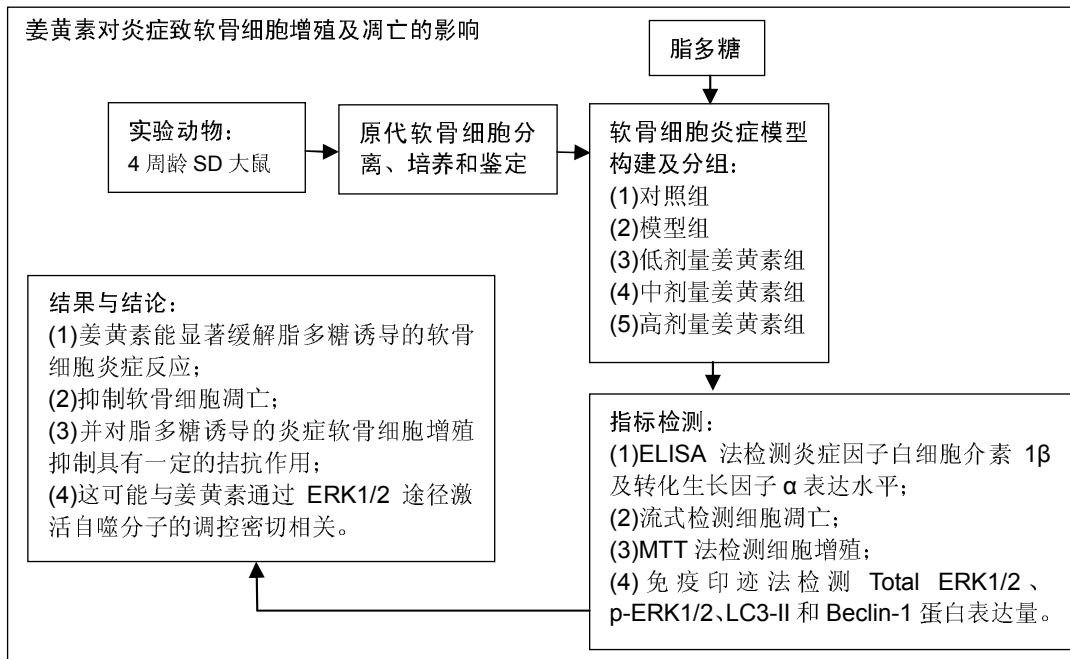 姜黄素对炎症致软骨细胞增殖及凋亡的影响
脂多糖
实验动物：
4 周龄 SD 大鼠
原代软骨细胞分
离、培养和鉴定
软骨细胞炎症模型
构建及分组：
(1)对照组
(2)模型组
(3)低剂量姜黄素组
(4)中剂量姜黄素组
(5)高剂量姜黄素组
指标检测：
(1)ELISA 法检测炎症因子白细胞介素 1β
及转化生长因子 α 表达水平；
(2)流式检测细胞凋亡；
(3)MTT 法检测细胞增殖；
(4)免疫印迹法检测 Total ERK1/2、
p-ERK1/2、LC3-II 和 Beclin-1 蛋白表达量。
结果与结论：
(1)姜黄素能显著缓解脂多糖诱导的软骨
细胞炎症反应；
(2)抑制软骨细胞凋亡；
(3)并对脂多糖诱导的炎症软骨细胞增殖
抑制具有一定的拮抗作用；
(4)这可能与姜黄素通过 ERK1/2 途径激
活自噬分子的调控密切相关。